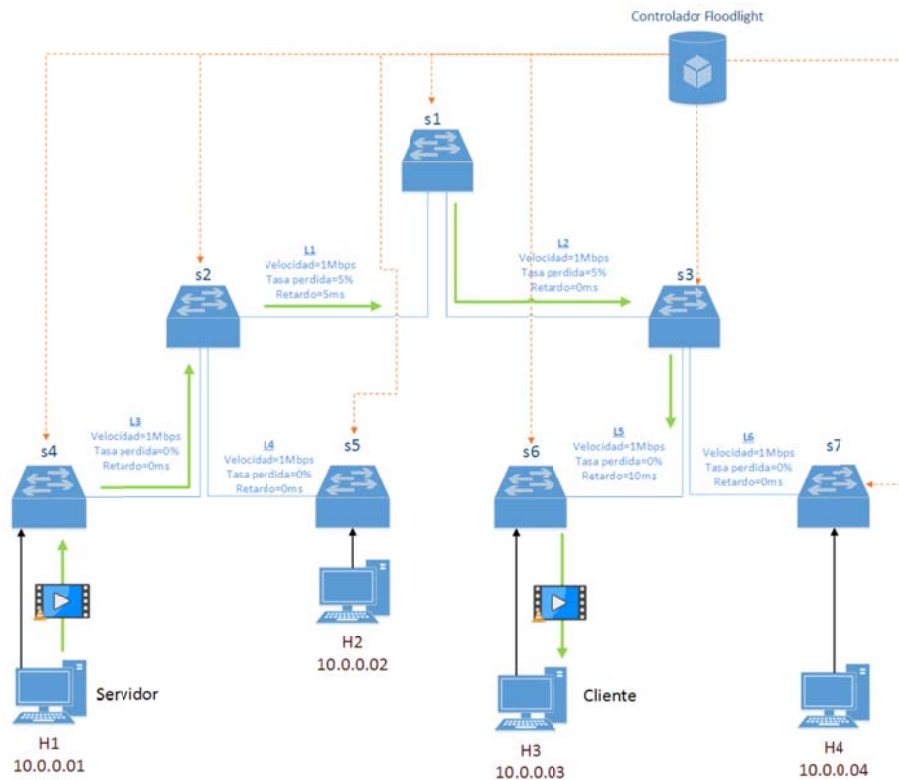 Controlador Floodlight
s1
L1
Velocidad=1Mbps
Tasa perdida=5%
Retardo=5ms
L2
Velocidad=1Mbps
Tasa perdida=5%
Retardo=0ms
s2
s3
L3
Velocidad=1Mbps
Tasa perdida=0%
Retardo=0ms
L4
Velocidad=1Mbps
Tasa perdida=0%
Retardo=0ms
L5
Velocidad=1Mbps
Tasa perdida=0%
Retardo=10ms
L6
Velocidad=1Mbps
Tasa perdida=0%
Retardo=0ms
s4
s5
s6
s7
H2
10.0.0.02
Servidor
Cliente
H1
10.0.0.01
H3
10.0.0.03
H4
10.0.0.04